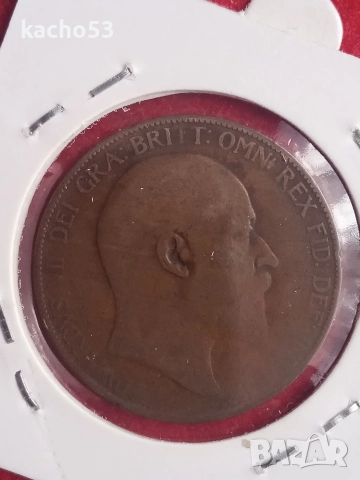 kacho53
DEI GRA: BRITT: OMN: REX FID: DEF:
BAZAR